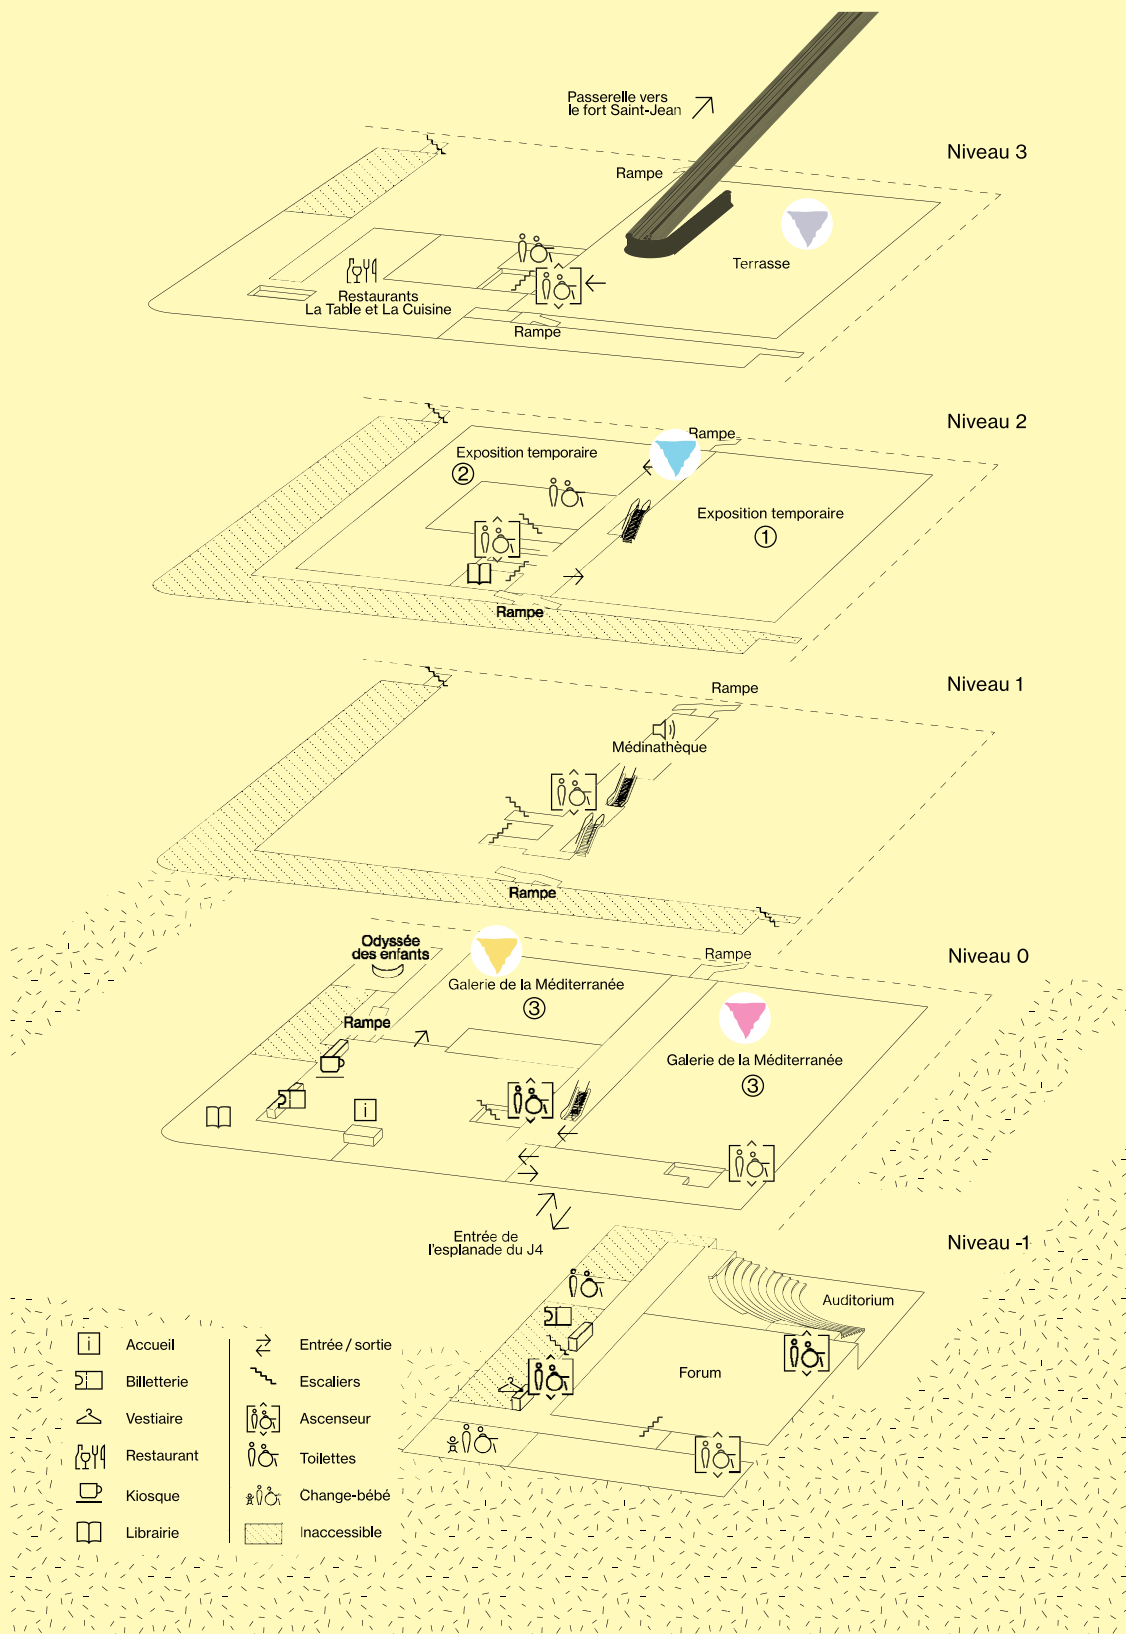 Passerelle vers
le fort Saint-Jean
Niveau 3
Rampe
Terrasse
Restaurants
La Table et La Cuisine
Rampe
Niveau 2
Rampe
Exposition temporaire
②
Exposition temporaire
①
Rampe
Niveau 1
Rampe
Médinathèque
Rampe
Niveau 0
Odyssée
des enfants
Rampe
Galerie de la Méditerranée
③
Rampe
Galerie de la Méditerranée
③
i
Entrée de
l'esplanade du J4
Niveau -1
Auditorium
Forum
i Accueil
Billetterie
Vestiaire
Restaurant
Kiosque
Librairie
Entrée / sortie
Escaliers
Ascenseur
Toilettes
Change-bébé
Inaccessible